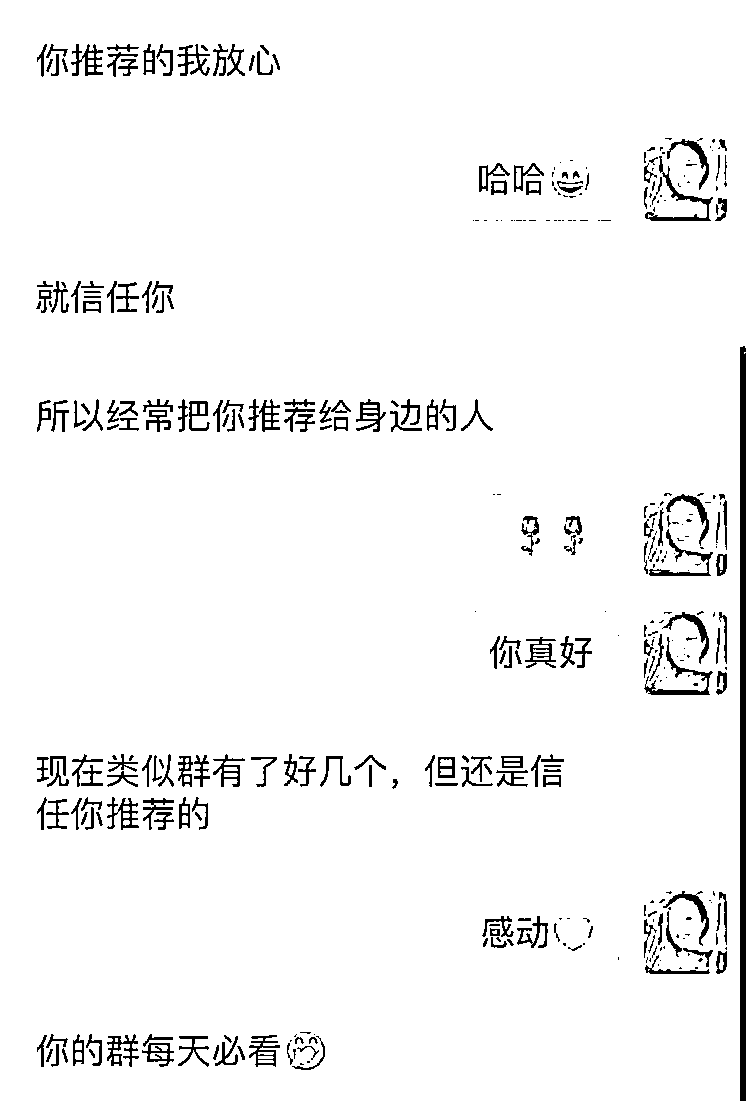 你推荐的我放心
哈哈😄
就信任你
所以经常把你推荐给身边的人
🌹🌹
你真好
现在类似群有了好几个，但还是信
任你推荐的
感动❤
你的群每天必看🤭